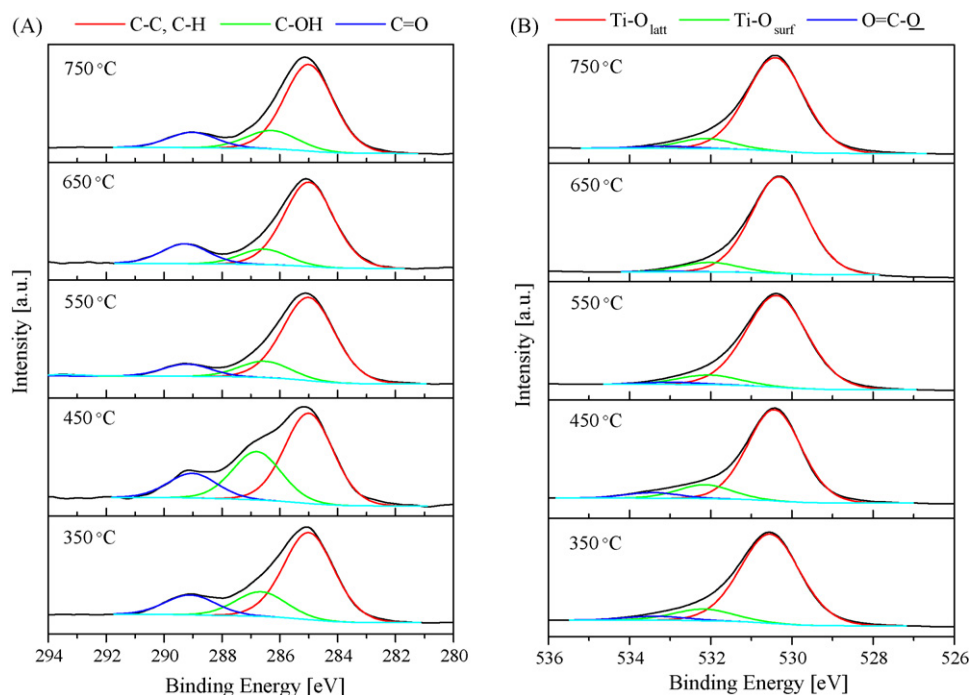 (A)
C-C, C-H C-OH C=O
750 °C
650 °C
550 °C
450 °C
350 °C
294 292 290 288 286 284 282 280
Binding Energy [eV]
Intensity [a.u.]
(B)
Ti-Olatt Ti-Osurf O=C-O
750 °C
650 °C
550 °C
450 °C
350 °C
536 534 532 530 528 526
Binding Energy [eV]
Intensity [a.u.]